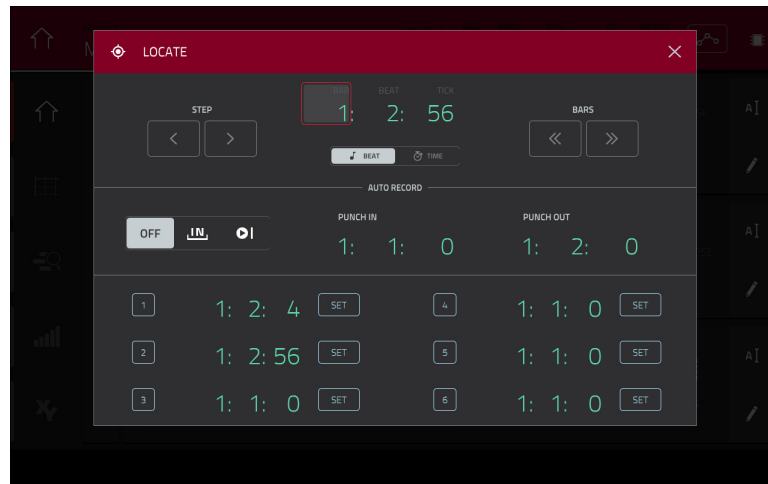 LOCATE
BAR BEAT TICK
STEP 1: 2: 56 BARS
BEAT TIME
AUTO RECORD
PUNCH IN PUNCH OUT
OFF IN 1: 1: 0 1: 2: 0
1 1: 2: 4 SET 4 1: 1: 0 SET
2 1: 2: 56 SET 5 1: 1: 0 SET
3 1: 1: 0 SET 6 1: 1: 0 SET